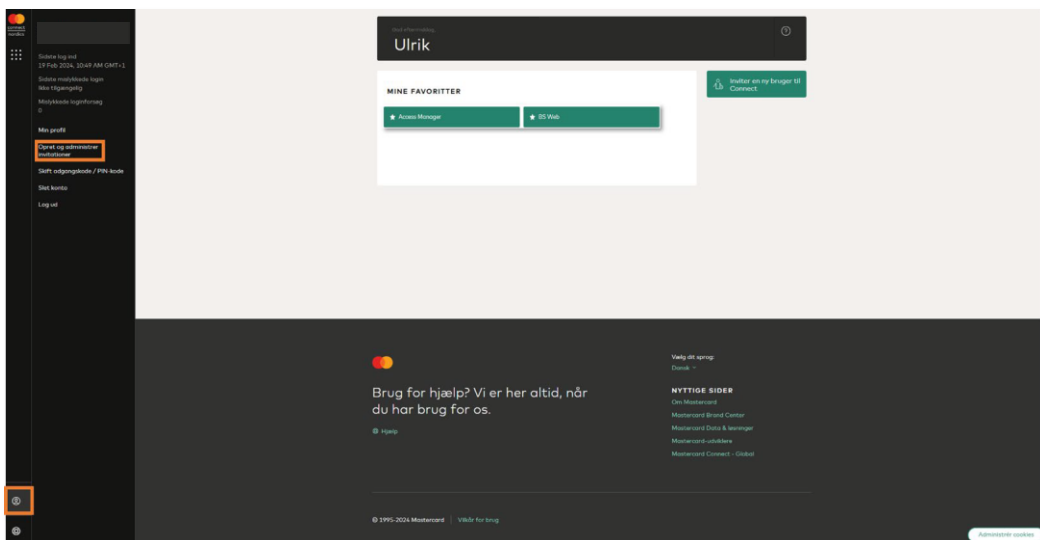 Sidste log ind
19 Feb 2024, 10:49 AM GMT+1
Sidste mislykkede login
Ikke tilgængelig
Mislykkede loginforsøg
0
Min profil
Opret og administrer
invitationer
Skift adgangskode / PIN-kode
Slet konto
Log ud
God eftermiddag,
Ulrik
MINE FAVORITTER
Access Manager
BS Web
Inviter en ny bruger til
Connect
Brug for hjælp? Vi er her altid, når
du har brug for os.
Hjælp
Vælg dit sprog:
Dansk
NYTTIGE SIDER
Om Mastercard
Mastercard Brand Center
Mastercard Data & løsninger
Mastercard-udviklere
Mastercard Connect - Global
© 1995-2024 Mastercard
Vilkår for brug
Administrér cookies